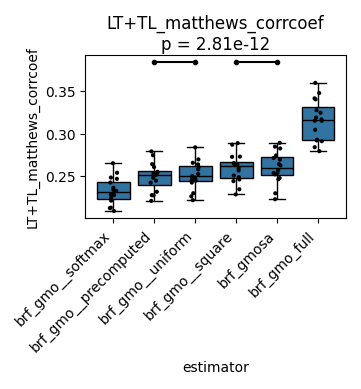 LT+TL_matthews_corrcoef
p = 2.81e-12
LT+TL_matthews_corrcoef
0.35
0.30
0.25
brf_gmo__softmax
brf_gmo__precomputed
brf_gmo__uniform
brf_gmo__square
brf_gmosa
brf_gmo_full
estimator